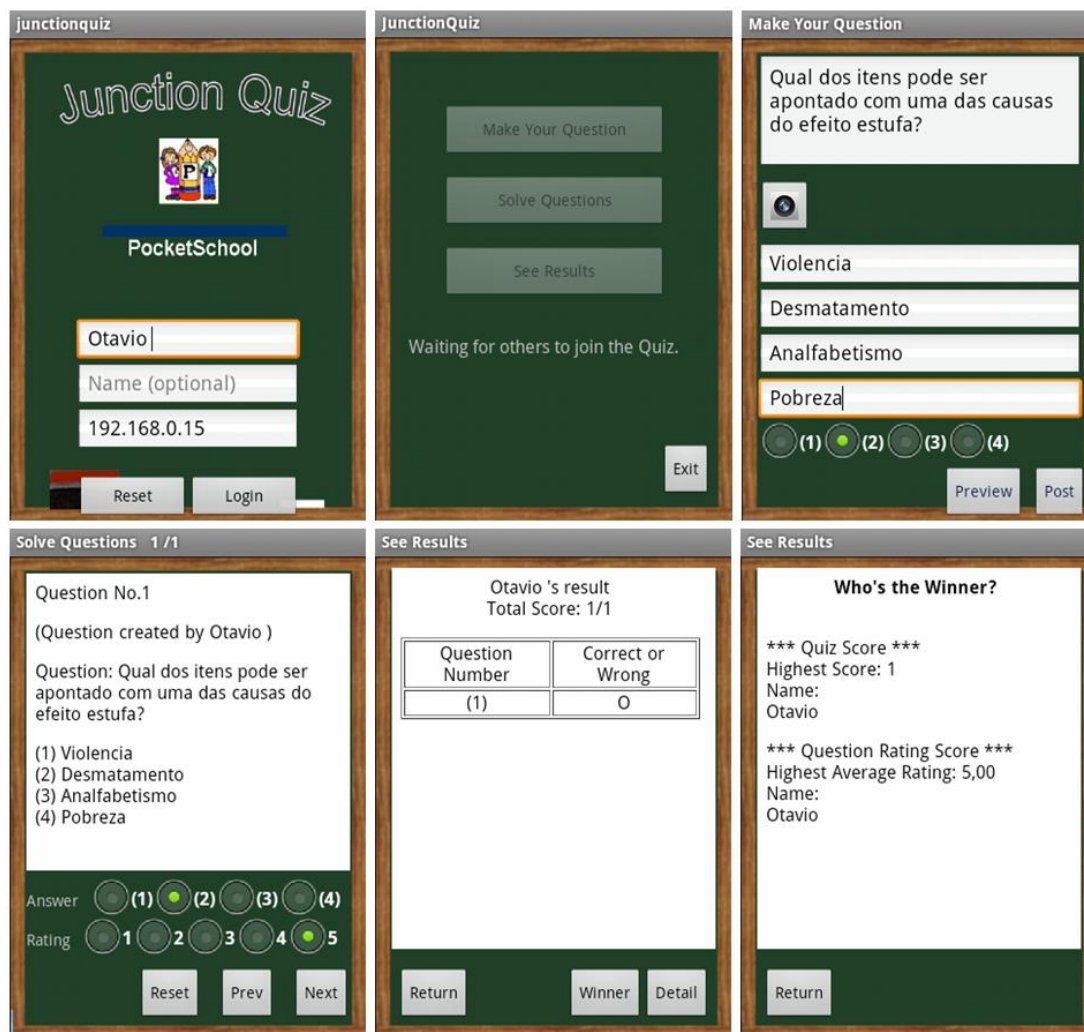 junctionquiz
Junction Quiz
P
PocketSchool
Otavio
Name (optional)
192.168.0.15
Reset
Login
JunctionQuiz
Make Your Question
Solve Questions
See Results
Waiting for others to join the Quiz.
Exit
Make Your Question
Qual dos itens pode ser
apontado com uma das causas
do efeito estufa?
Violencia
Desmatamento
Analfabetismo
Pobreza
(1) (2) (3) (4)
Preview
Post
Solve Questions 1 /1
Question No.1
(Question created by Otavio )
Question: Qual dos itens pode ser
apontado com uma das causas do
efeito estufa?
(1) Violencia
(2) Desmatamento
(3) Analfabetismo
(4) Pobreza
Answer (1) (2) (3) (4)
Rating 1 2 3 4 5
Reset
Prev
Next
See Results
Otavio 's result
Total Score: 1/1
Question
Number
Correct or
Wrong
(1)
O
Return
Winner
Detail
See Results
Who's the Winner?
*** Quiz Score ***
Highest Score: 1
Name:
Otavio
*** Question Rating Score ***
Highest Average Rating: 5,00
Name:
Otavio
Return